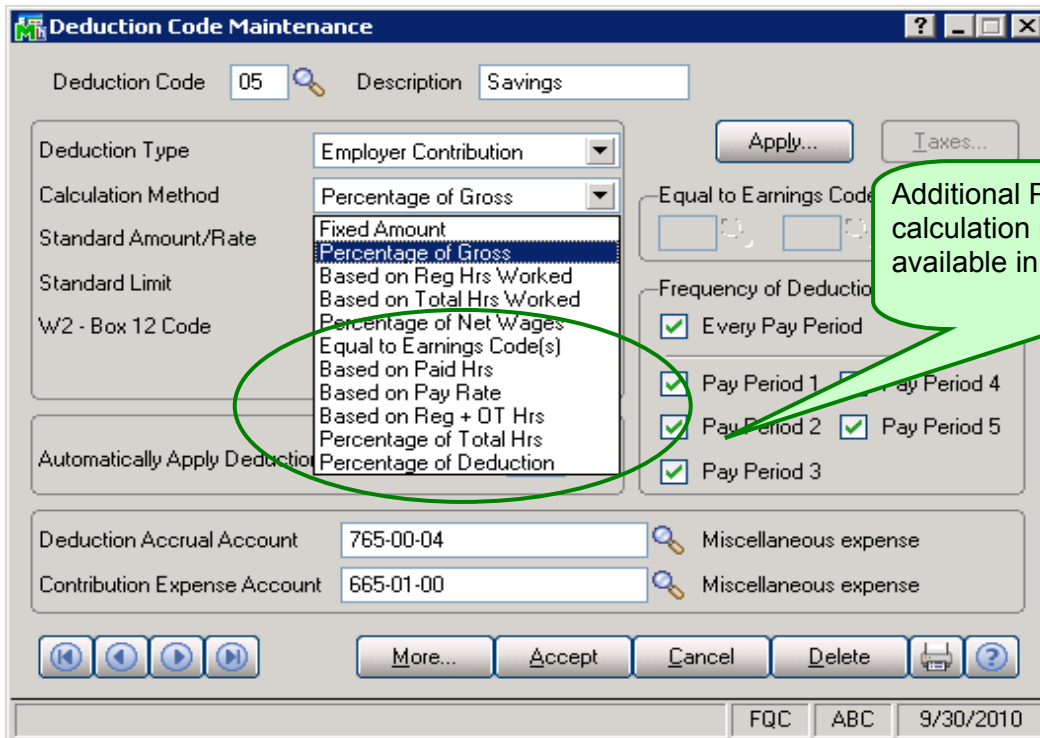 Deduction Code Maintenance
Deduction Code 05 Description Savings
Deduction Type Employer Contribution Apply... Taxes...
Calculation Method Percentage of Gross
Equal to Earnings Code
Standard Amount/Rate
Standard Limit
W2 - Box 12 Code
Fixed Amount
Percentage of Gross
Based on Reg Hrs Worked
Based on Total Hrs Worked
Percentage of Net Wages
Equal to Earnings Code(s)
Based on Paid Hrs
Based on Pay Rate
Based on Reg + OT Hrs
Percentage of Total Hrs
Percentage of Deduction
Additional
calculation
available in
Frequency of Deductio
Every Pay Period
Pay Period 1 Pay Period 4
Pay Period 2 Pay Period 5
Pay Period 3
Automatically Apply Deduction
Deduction Accrual Account 765-00-04 Miscellaneous expense
Contribution Expense Account 665-01-00 Miscellaneous expense
More... Accept Cancel Delete
FQC ABC 9/30/2010